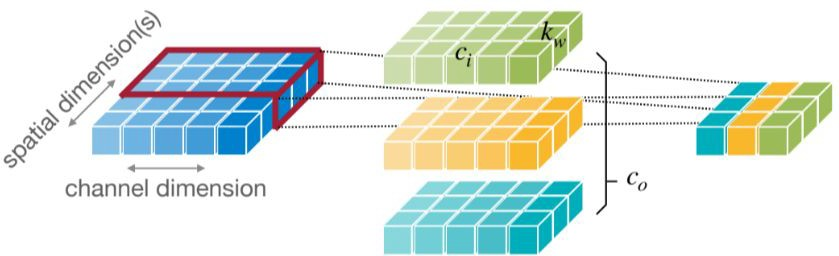 spatial dimension(s)
channel dimension
c_i
k_w
c_o